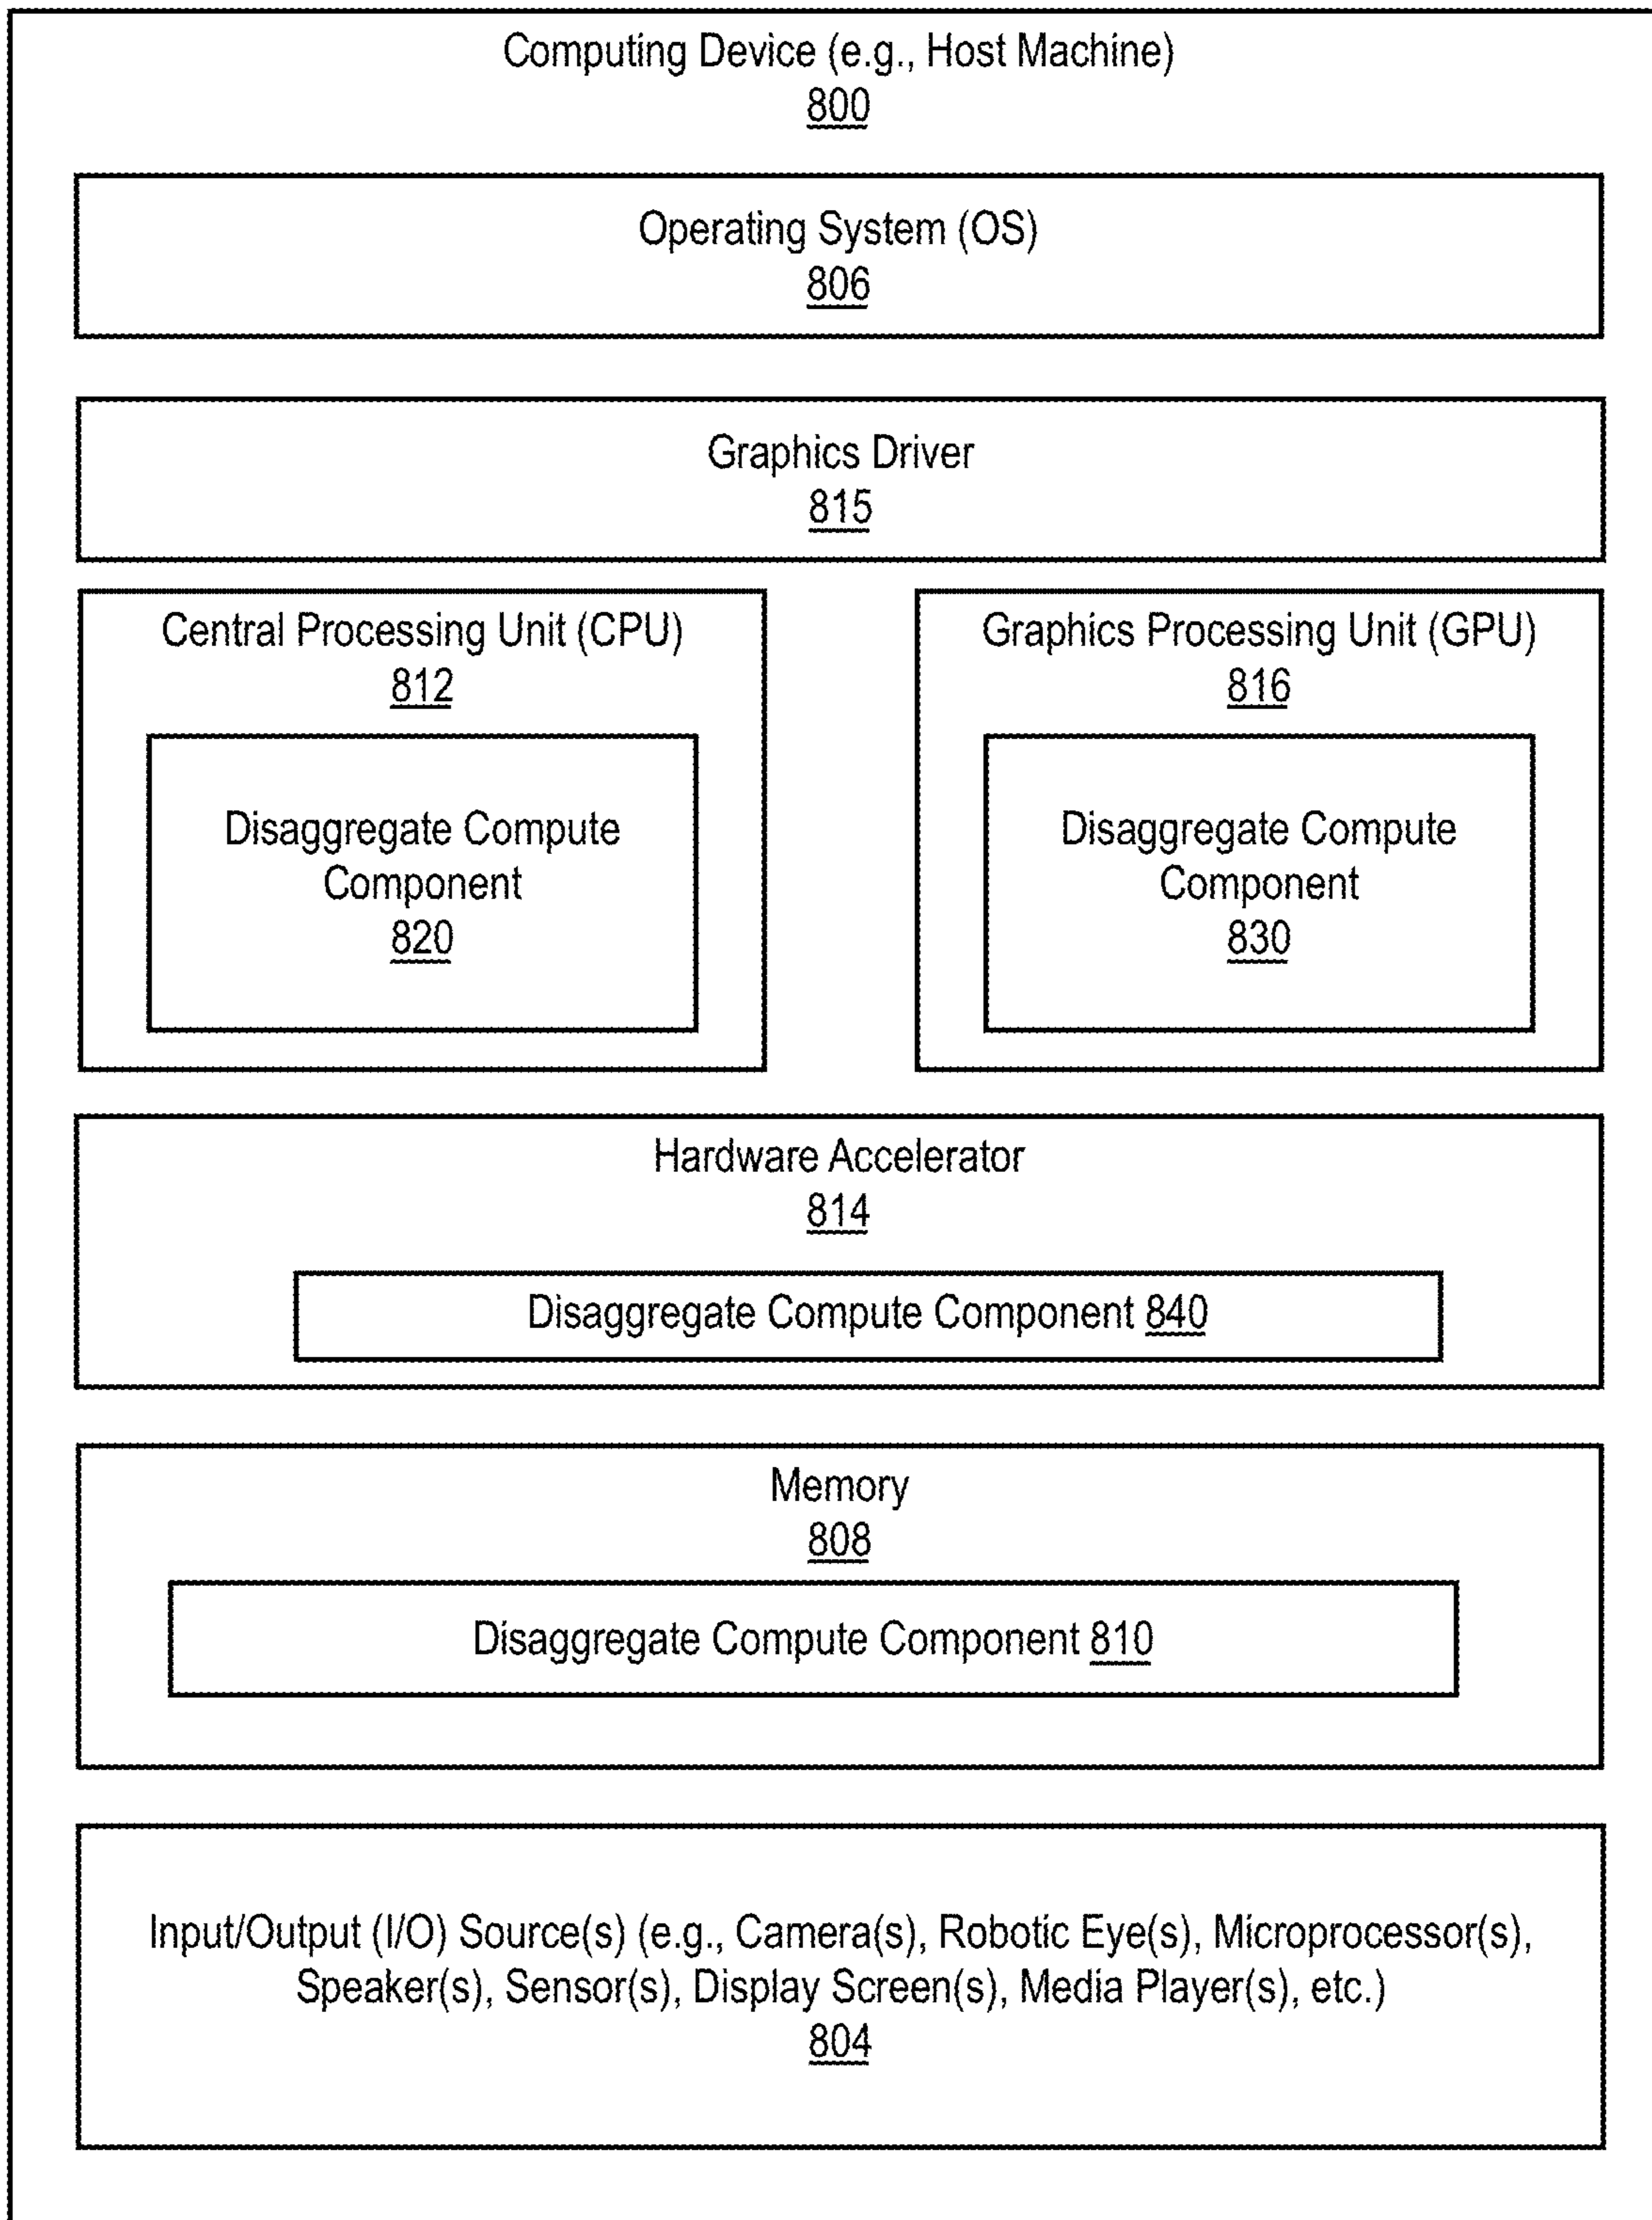 Computing Device (e.g., Host Machine)
800
Operating System (OS)
806
Graphics Driver
815
Central Processing Unit (CPU)
812
Disaggregate Compute
Component
820
Graphics Processing Unit (GPU)
816
Disaggregate Compute
Component
830
Hardware Accelerator
814
Disaggregate Compute Component 840
Memory
808
Disaggregate Compute Component 810
Input/Output (I/O) Source(s) (e.g., Camera(s), Robotic Eye(s), Microprocessor(s),
Speaker(s), Sensor(s), Display Screen(s), Media Player(s), etc.)
804